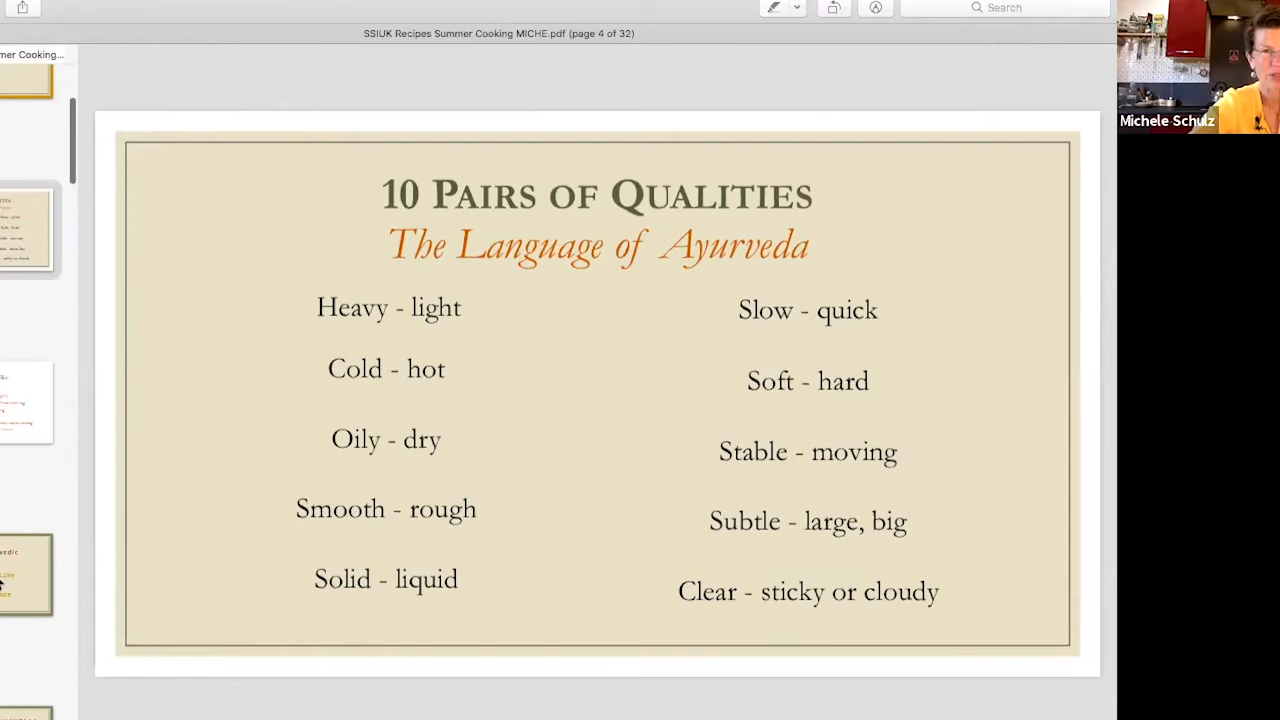 Search
SSIUK Recipes Summer Cooking MICHE.pdf (page 4 of 32)
mer Cooking...
Michele Schulz
10 PAIRS OF QUALITIES
The Language of Ayurveda
Heavy - light
Cold - hot
Oily - dry
Smooth - rough
Solid - liquid
Slow - quick
Soft - hard
Stable - moving
Subtle - large, big
Clear - sticky or cloudy